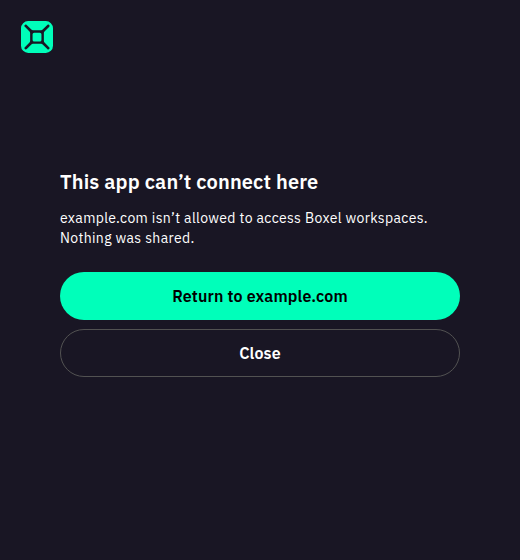 This app can’t connect here
example.com isn’t allowed to access Boxel workspaces.
Nothing was shared.
Return to example.com
Close